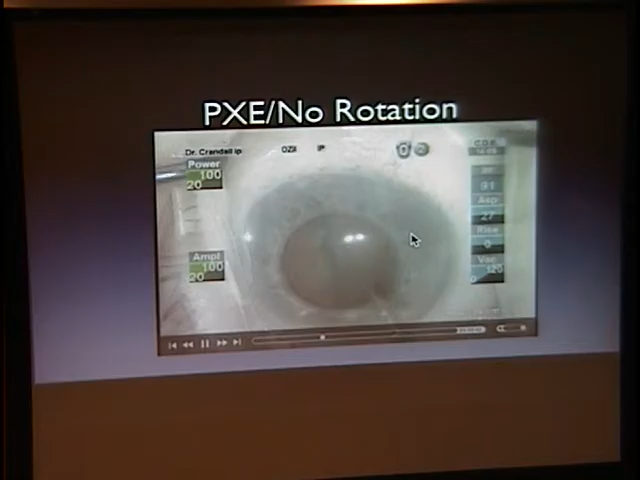 PXE/No Rotation
Dr. Crandall ip OZil IP
Power
100
20
Ampl
100
20
C.D.E.
91
Asp
27
Rise
0
Vac
120
0